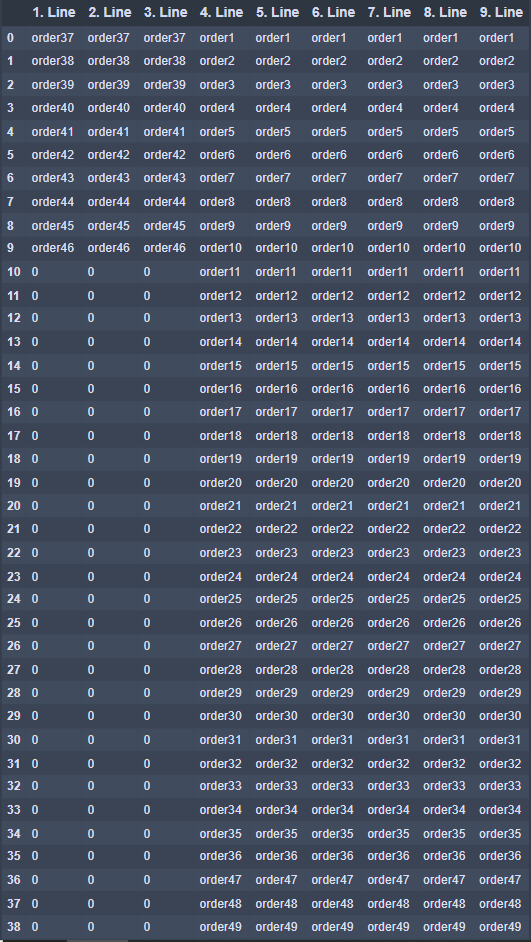 1. Line 2. Line 3. Line 4. Line 5. Line 6. Line 7. Line 8. Line 9. Line
0 order37 order37 order37 order1 order1 order1 order1 order1 order1
1 order38 order38 order38 order2 order2 order2 order2 order2 order2
2 order39 order39 order39 order3 order3 order3 order3 order3 order3
3 order40 order40 order40 order4 order4 order4 order4 order4 order4
4 order41 order41 order41 order5 order5 order5 order5 order5 order5
5 order42 order42 order42 order6 order6 order6 order6 order6 order6
6 order43 order43 order43 order7 order7 order7 order7 order7 order7
7 order44 order44 order44 order8 order8 order8 order8 order8 order8
8 order45 order45 order45 order9 order9 order9 order9 order9 order9
9 order46 order46 order46 order10 order10 order10 order10 order10 order10
10 0 0 0 order11 order11 order11 order11 order11 order11
11 0 0 0 order12 order12 order12 order12 order12 order12
12 0 0 0 order13 order13 order13 order13 order13 order13
13 0 0 0 order14 order14 order14 order14 order14 order14
14 0 0 0 order15 order15 order15 order15 order15 order15
15 0 0 0 order16 order16 order16 order16 order16 order16
16 0 0 0 order17 order17 order17 order17 order17 order17
17 0 0 0 order18 order18 order18 order18 order18 order18
18 0 0 0 order19 order19 order19 order19 order19 order19
19 0 0 0 order20 order20 order20 order20 order20 order20
20 0 0 0 order21 order21 order21 order21 order21 order21
21 0 0 0 order22 order22 order22 order22 order22 order22
22 0 0 0 order23 order23 order23 order23 order23 order23
23 0 0 0 order24 order24 order24 order24 order24 order24
24 0 0 0 order25 order25 order25 order25 order25 order25
25 0 0 0 order26 order26 order26 order26 order26 order26
26 0 0 0 order27 order27 order27 order27 order27 order27
27 0 0 0 order28 order28 order28 order28 order28 order28
28 0 0 0 order29 order29 order29 order29 order29 order29
29 0 0 0 order30 order30 order30 order30 order30 order30
30 0 0 0 order31 order31 order31 order31 order31 order31
31 0 0 0 order32 order32 order32 order32 order32 order32
32 0 0 0 order33 order33 order33 order33 order33 order33
33 0 0 0 order34 order34 order34 order34 order34 order34
34 0 0 0 order35 order35 order35 order35 order35 order35
35 0 0 0 order36 order36 order36 order36 order36 order36
36 0 0 0 order47 order47 order47 order47 order47 order47
37 0 0 0 order48 order48 order48 order48 order48 order48
38 0 0 0 order49 order49 order49 order49 order49 order49